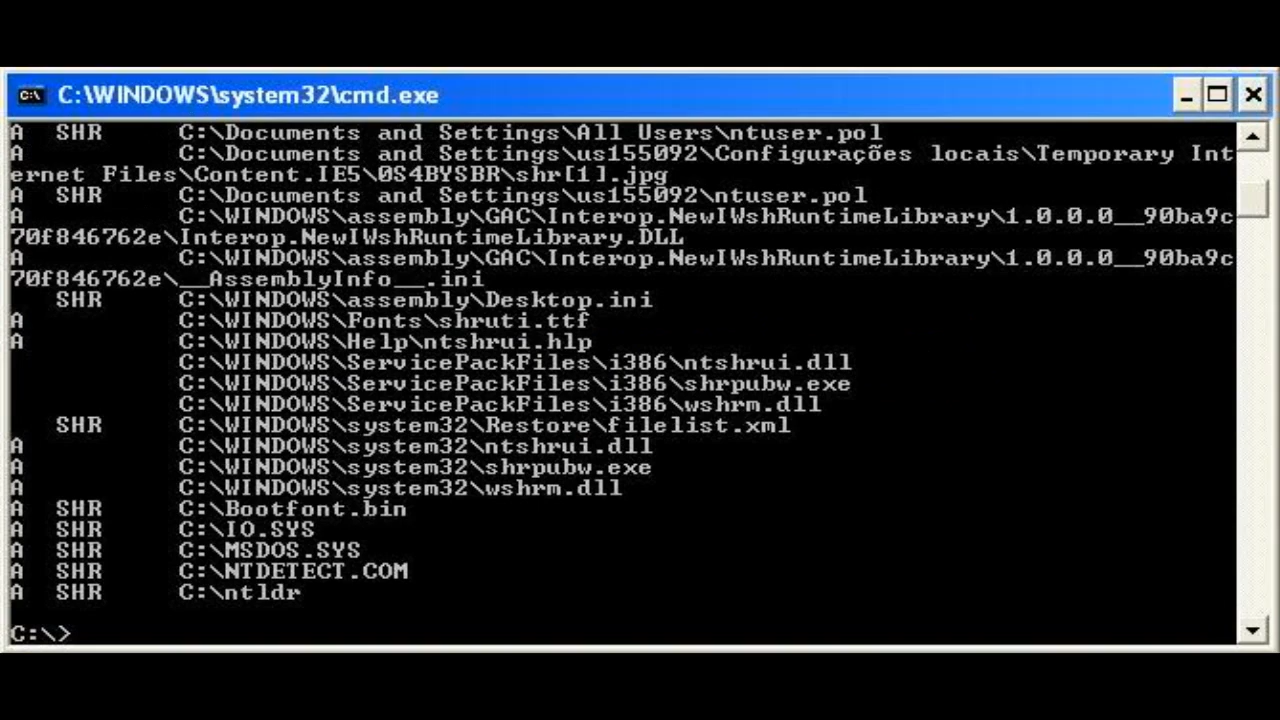 C:\WINDOWS\system32\cmd.exe
A  SHR     C:\Documents and Settings\All Users\ntuser.pol
A          C:\Documents and Settings\us155092\Configurações locais\Temporary Int
ernet Files\Content.IE5\0S4BYSBR\shr[1].jpg
A  SHR     C:\Documents and Settings\us155092\ntuser.pol
A          C:\WINDOWS\assembly\GAC\Interop.NewIWshRuntimeLibrary\1.0.0.0__90ba9c
70f846762e\Interop.NewIWshRuntimeLibrary.DLL
A          C:\WINDOWS\assembly\GAC\Interop.NewIWshRuntimeLibrary\1.0.0.0__90ba9c
70f846762e\__AssemblyInfo__.ini
   SHR     C:\WINDOWS\assembly\Desktop.ini
A          C:\WINDOWS\Fonts\shruti.ttf
A          C:\WINDOWS\Help\ntshrui.hlp
           C:\WINDOWS\ServicePackFiles\i386\ntshrui.dll
           C:\WINDOWS\ServicePackFiles\i386\shrpubw.exe
           C:\WINDOWS\ServicePackFiles\i386\wshrm.dll
   SHR     C:\WINDOWS\system32\Restore\filelist.xml
A          C:\WINDOWS\system32\ntshrui.dll
A          C:\WINDOWS\system32\shrpubw.exe
A          C:\WINDOWS\system32\wshrm.dll
A  SHR     C:\Bootfont.bin
A  SHR     C:\IO.SYS
A  SHR     C:\MSDOS.SYS
A  SHR     C:\NTDETECT.COM
A  SHR     C:\ntldr
C:\>